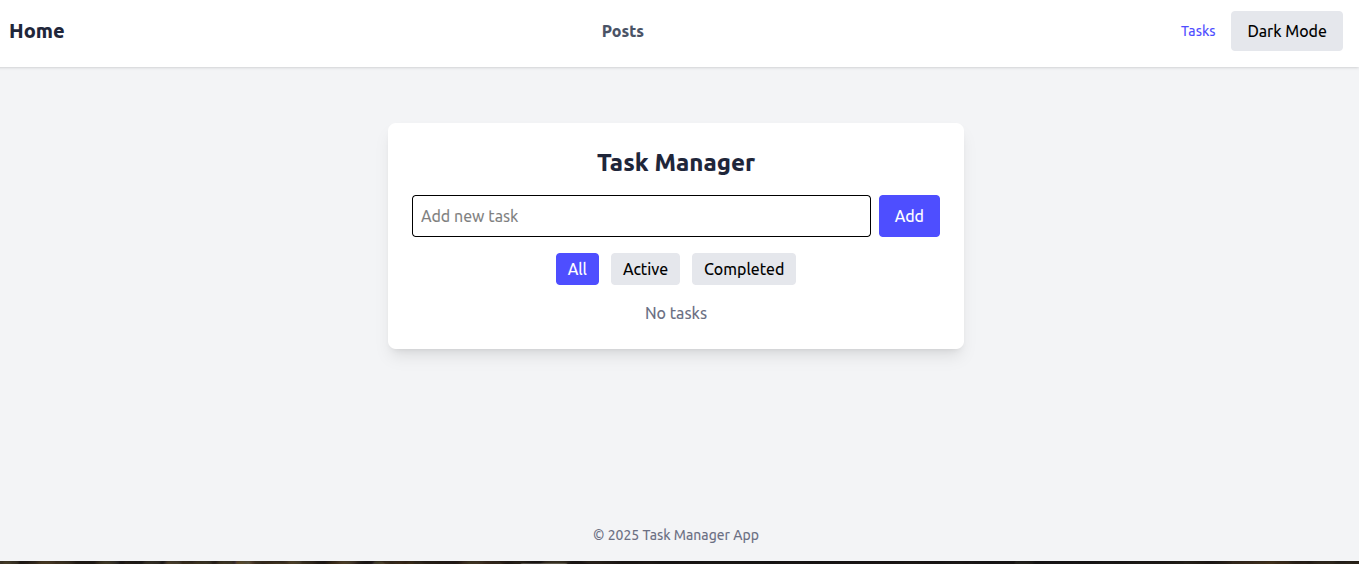 Home Posts Tasks Dark Mode
Task Manager
Add new task Add
All Active Completed
No tasks
© 2025 Task Manager App